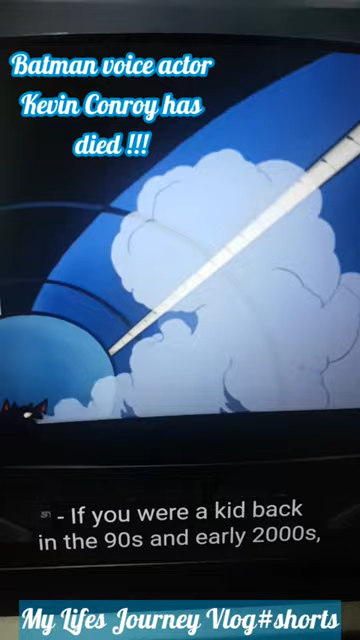 Batman voice actor
Kevin Conroy has
died !!!
- If you were a kid back
in the 90s and early 2000s,
My Lifes Journey Vlog#shorts